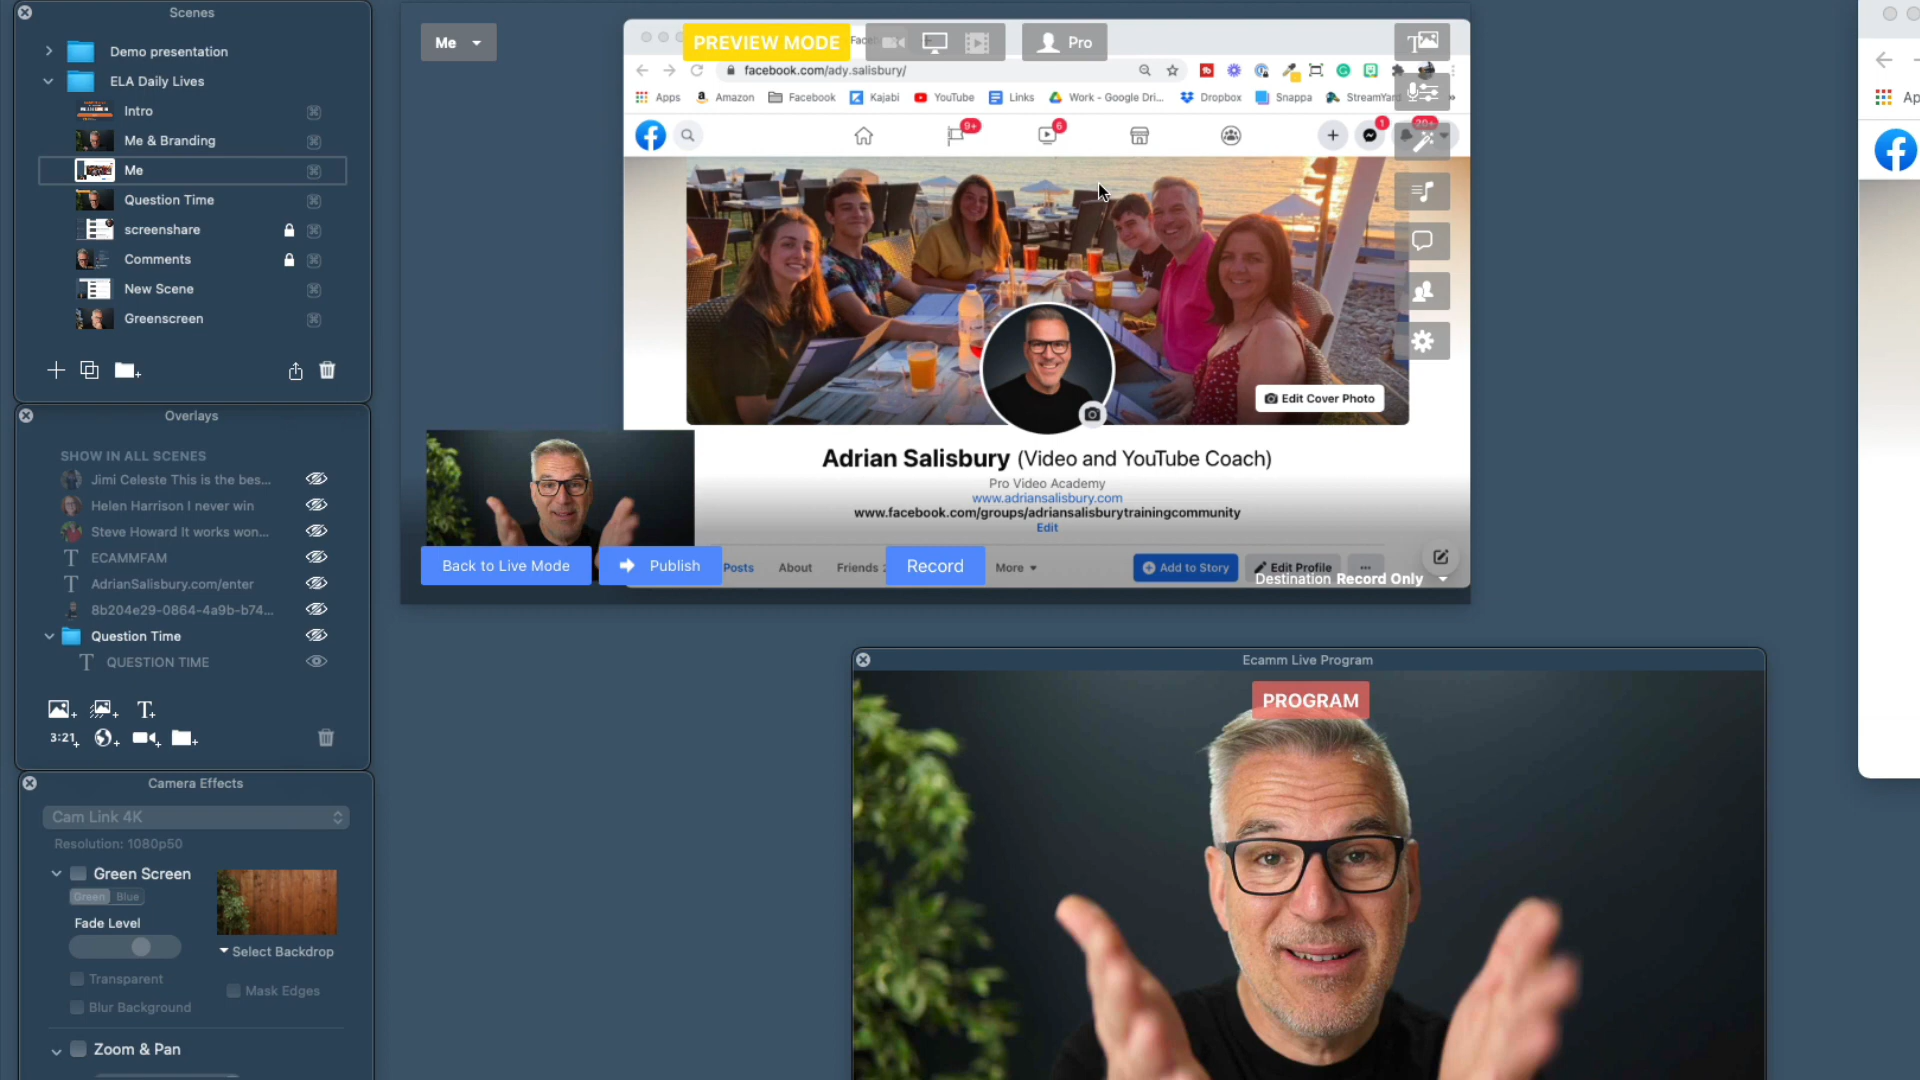 Scenes
Demo presentation
ELA Daily Lives
Intro
Me & Branding
Me
Question Time
screenshare
Comments
New Scene
Greenscreen
Overlays
SHOW IN ALL SCENES
Jimi Celeste This is the bes...
Helen Harrison I never win
Steve Howard It works won...
ECAMMFAM
AdrianSalisbury.com/enter
8b204e29-0864-4a9b-b74...
Question Time
QUESTION TIME
3:21
Camera Effects
Cam Link 4K
Resolution: 1080p50
Green Screen
Green Blue
Fade Level
Select Backdrop
Transparent
Mask Edges
Blur Background
Zoom & Pan
Me
PREVIEW MODE
Pro
facebook.com/ady.salisbury/
Apps Amazon Facebook Kajabi YouTube Links Work - Google Dri... Dropbox Snappa StreamYard »
9+
6
1
20+
Edit Cover Photo
Adrian Salisbury (Video and YouTube Coach)
Pro Video Academy
www.adriansalisbury.com
www.facebook.com/groups/adriansalisburytrainingcommunity
Edit
Back to Live Mode
Publish
Posts
About
Friends
Record
More
Add to Story
Edit Profile
Destination Record Only
Ecamm Live Program
PROGRAM